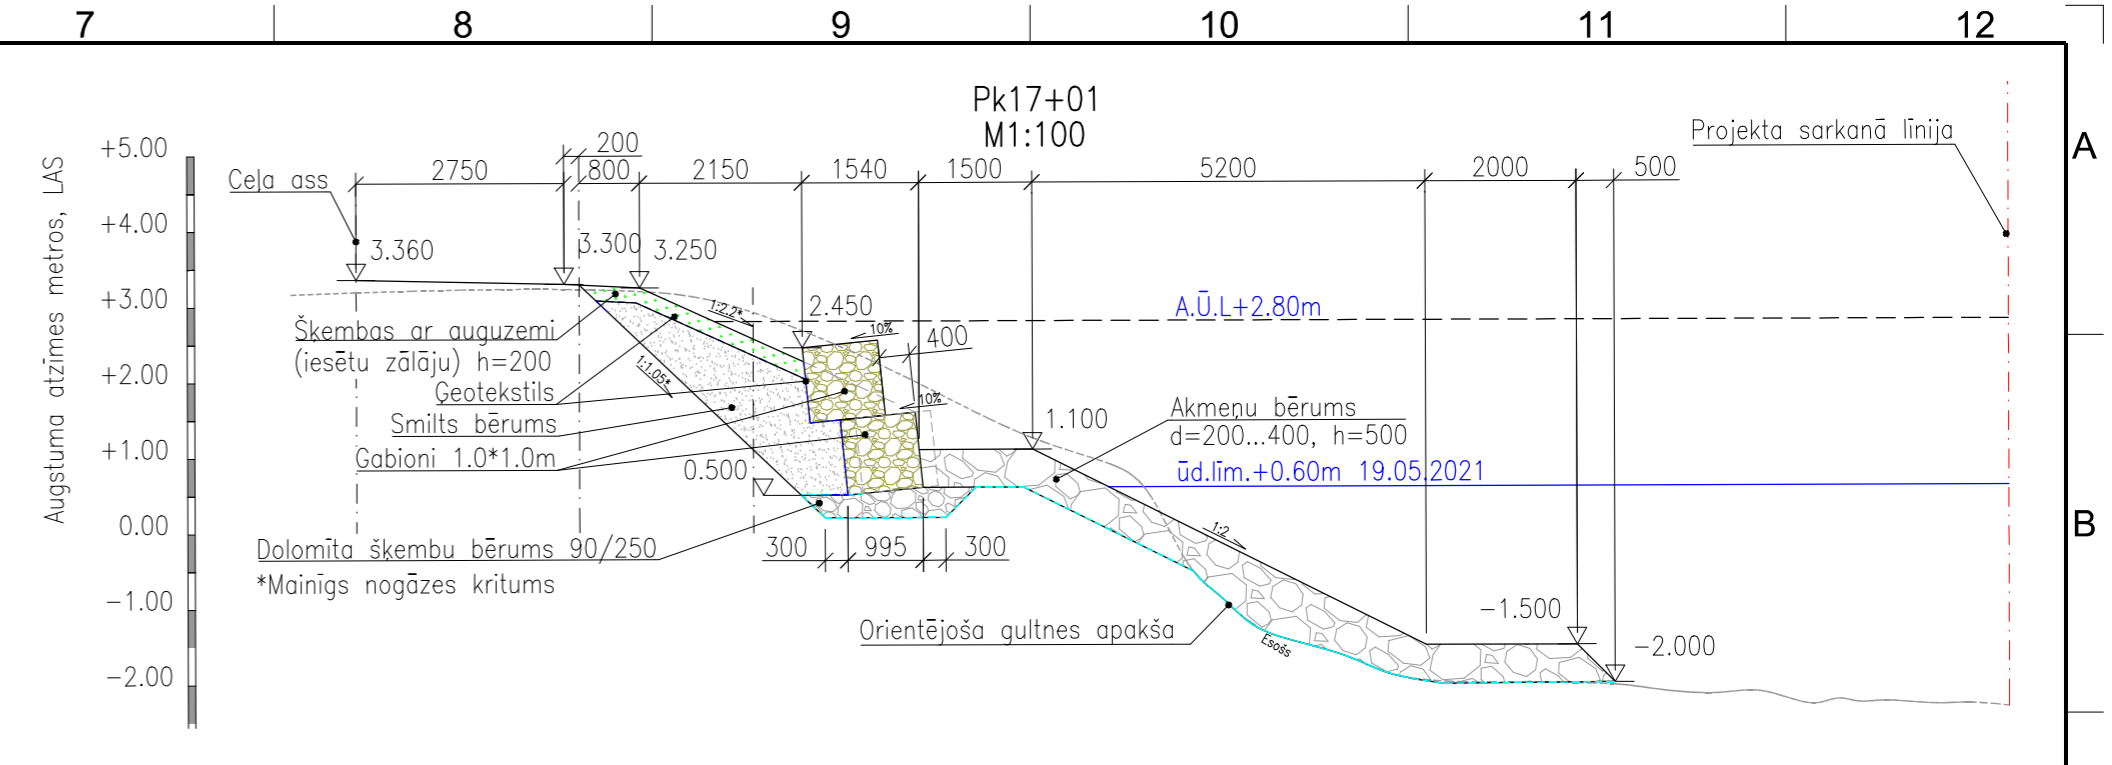 7 8 9 10 11 12
Pk17+01
M1:100
Projekta sarkanā līnija
A
+5.00
200
2750 800 2150 1540 1500 5200 2000 500
Ceļa ass
+4.00
3.360 3.300 3.250
+3.00
1:2.2*
2.450
A.Ū.L+2.80m
Šķembas ar auguzemi
10%
400
(iesētu zālāju) h=200
1:1.05*
+2.00
Ģeotekstils
10%
Smilts bērums
1.100
Akmeņu bērums
d=200...400, h=500
+1.00
Gabioni 1.0*1.0m
0.500
ūd.līm.+0.60m 19.05.2021
0.00
1:2
B
Dolomīta šķembu bērums 90/250
300 995 300
*Mainīgs nogāzes kritums
-1.00
-1.500
Orientējoša gultnes apakša
Esošs
-2.000
-2.00
Augstuma atzīmes metros, LAS